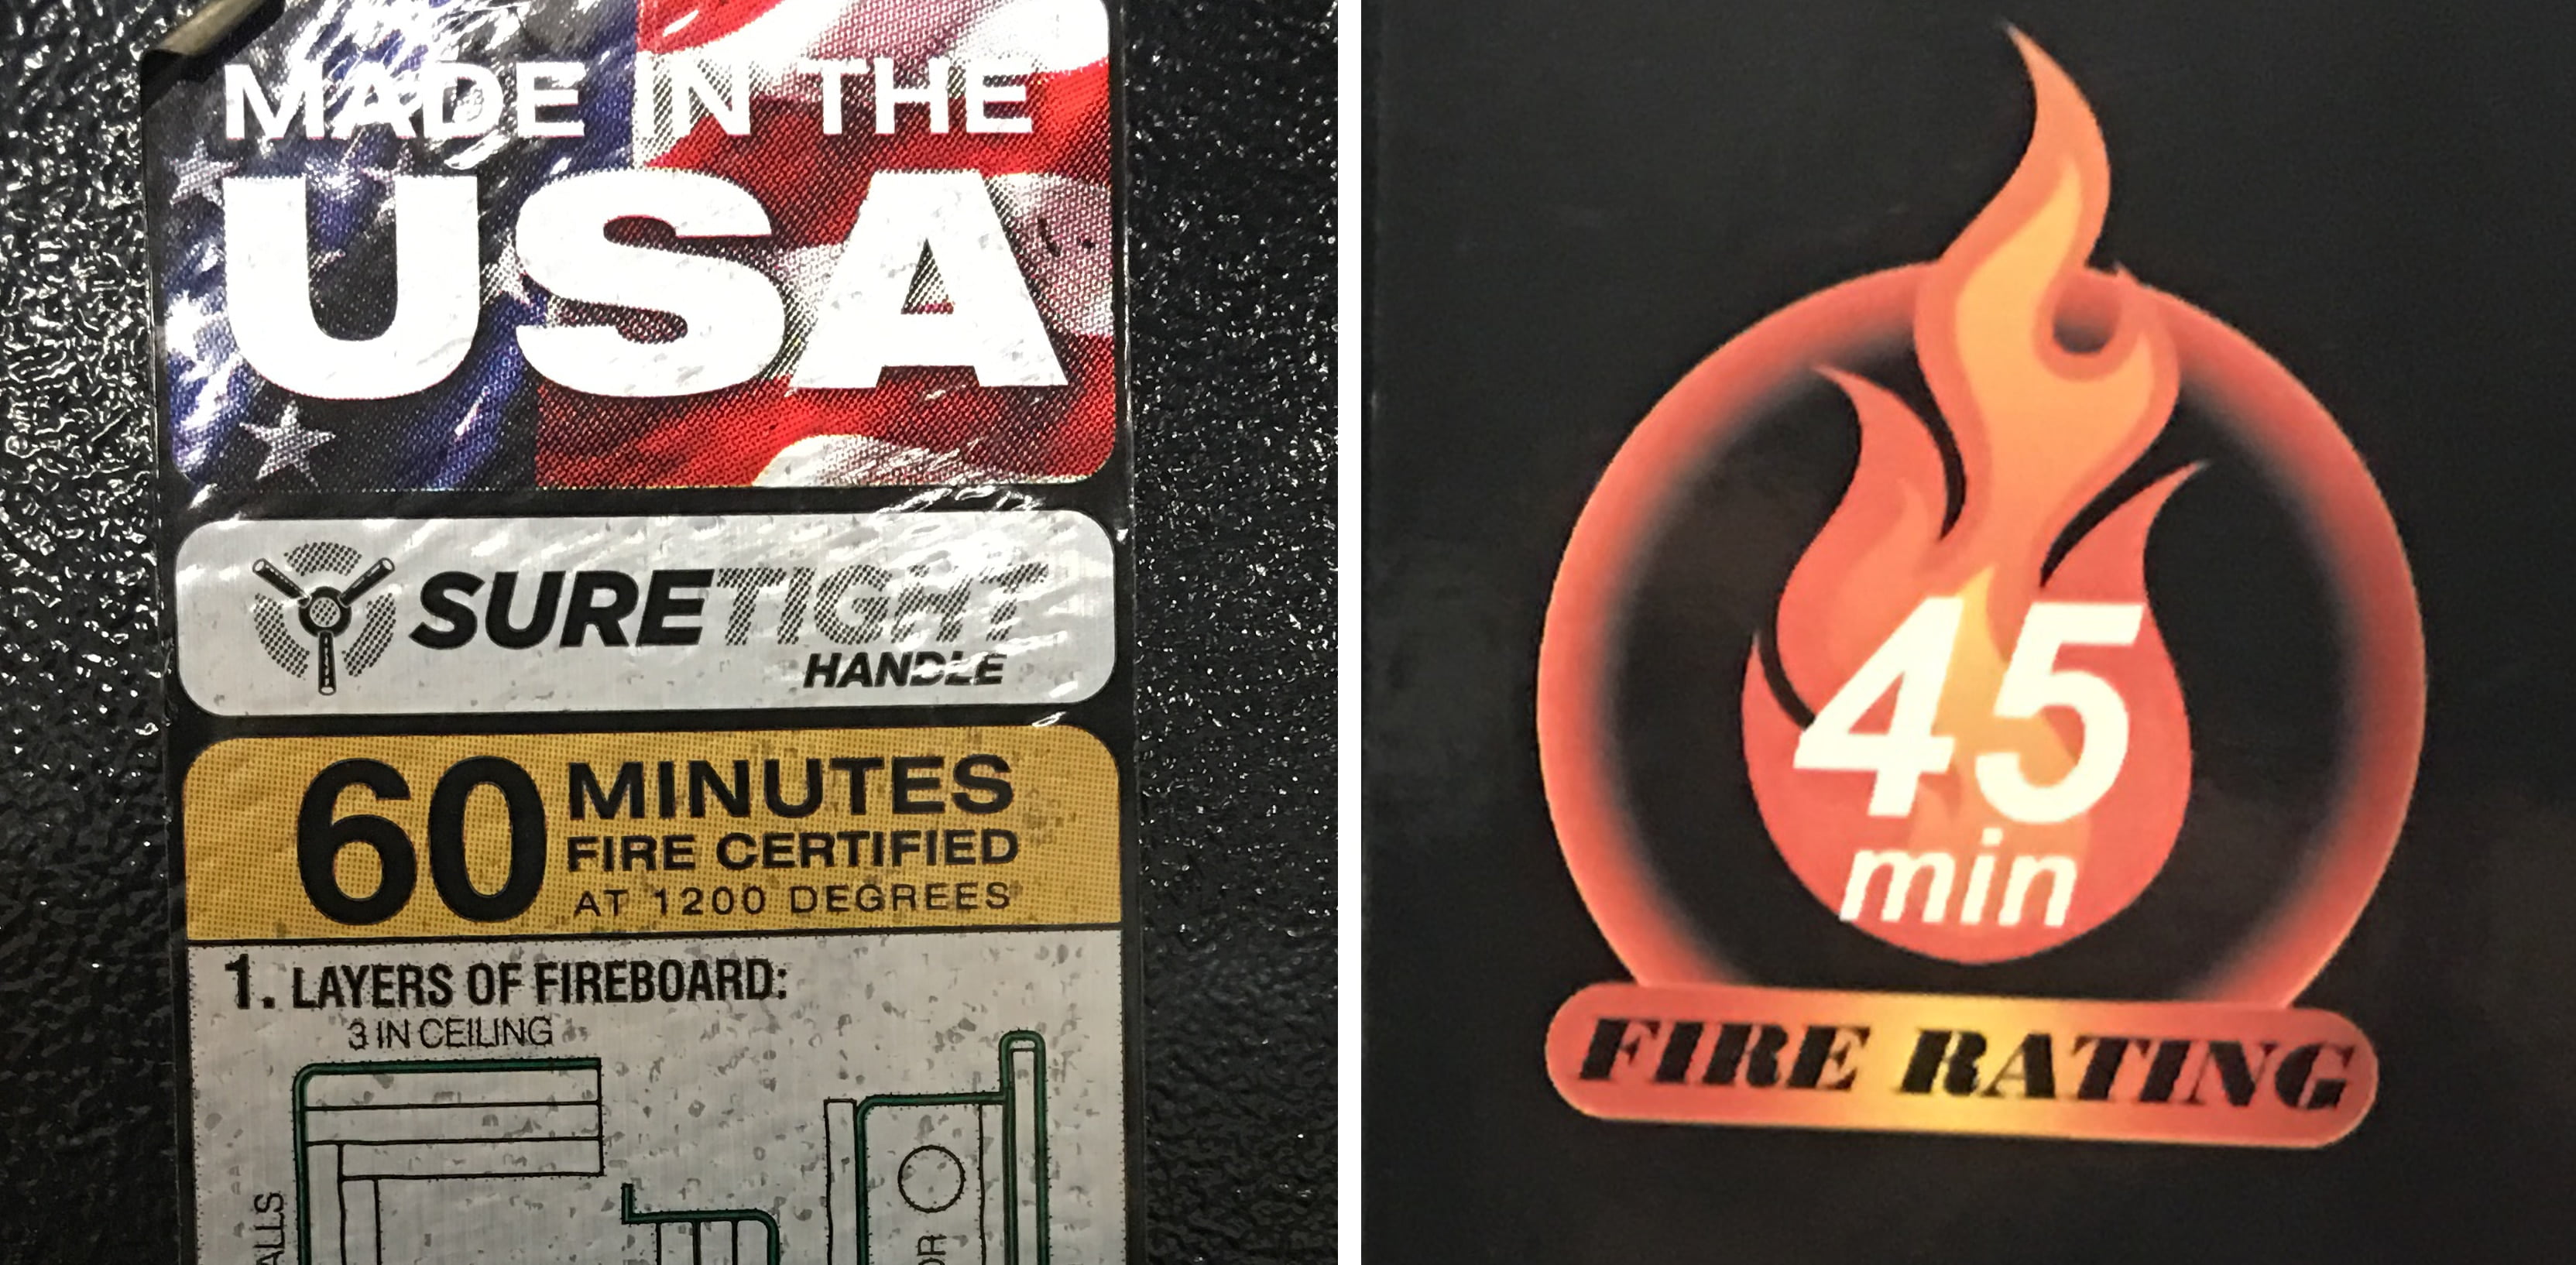 MADE IN THE
USA
SURETIGHT
HANDLE
60 MINUTES
FIRE CERTIFIED
AT 1200 DEGREES
1. LAYERS OF FIREBOARD:
3 IN CEILING
45
min
FIRE RATING